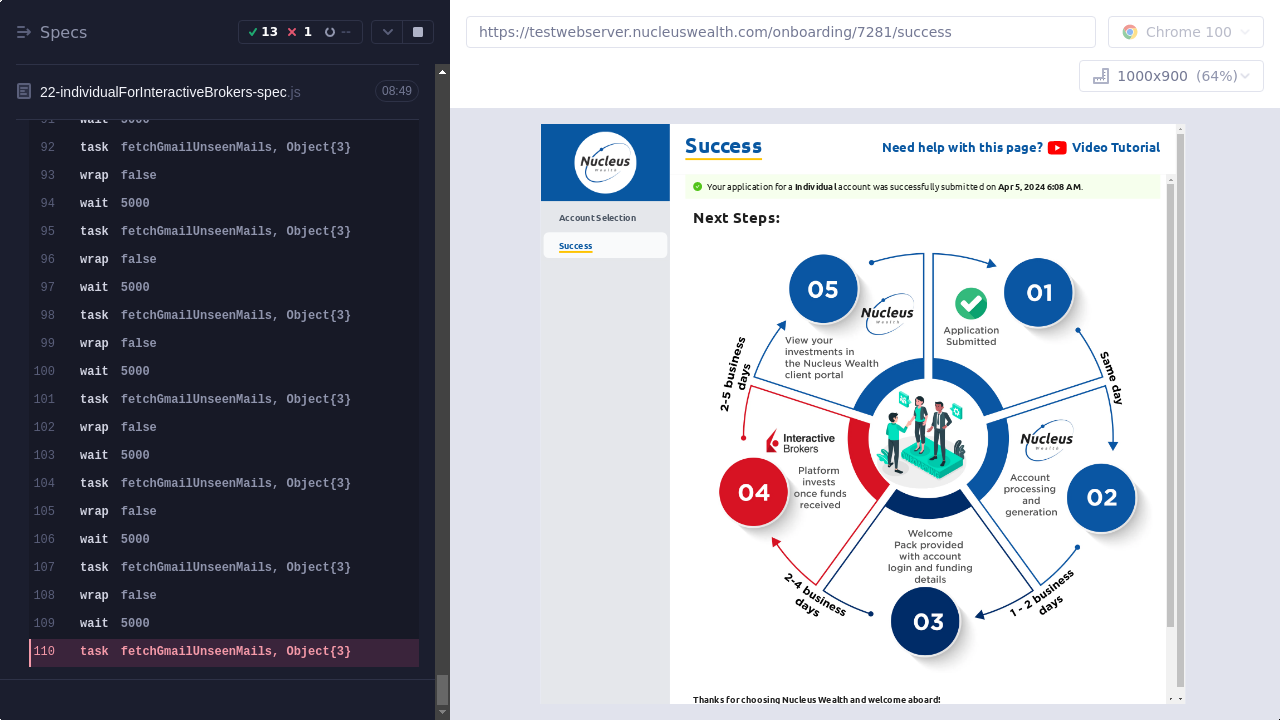 Specs
13
1
--
https://testwebserver.nucleuswealth.com/onboarding/7281/success
Chrome 100
1000x900 (64%)
22-individualForInteractiveBrokers-spec.js
08:49
91 wait 5000
92 task fetchGmailUnseenMails, Object{3}
93 wrap false
94 wait 5000
95 task fetchGmailUnseenMails, Object{3}
96 wrap false
97 wait 5000
98 task fetchGmailUnseenMails, Object{3}
99 wrap false
100 wait 5000
101 task fetchGmailUnseenMails, Object{3}
102 wrap false
103 wait 5000
104 task fetchGmailUnseenMails, Object{3}
105 wrap false
106 wait 5000
107 task fetchGmailUnseenMails, Object{3}
108 wrap false
109 wait 5000
110 task fetchGmailUnseenMails, Object{3}
Nucleus
Wealth
Account Selection
Success
Success
Need help with this page? Video Tutorial
Your application for a Individual account was successfully submitted on Apr 5, 2024 6:08 AM.
Next Steps:
01
Application
Submitted
Same day
Nucleus
Wealth
02
Account
processing
and
generation
1 - 2 business
days
03
Welcome
Pack provided
with account
login and funding
details
2-4 business
days
04
Interactive
Brokers
Platform
invests
once funds
received
2-5 business
days
05
Nucleus
Wealth
View your
investments in
the Nucleus Wealth
client portal
Thanks for choosing Nucleus Wealth and welcome aboard!